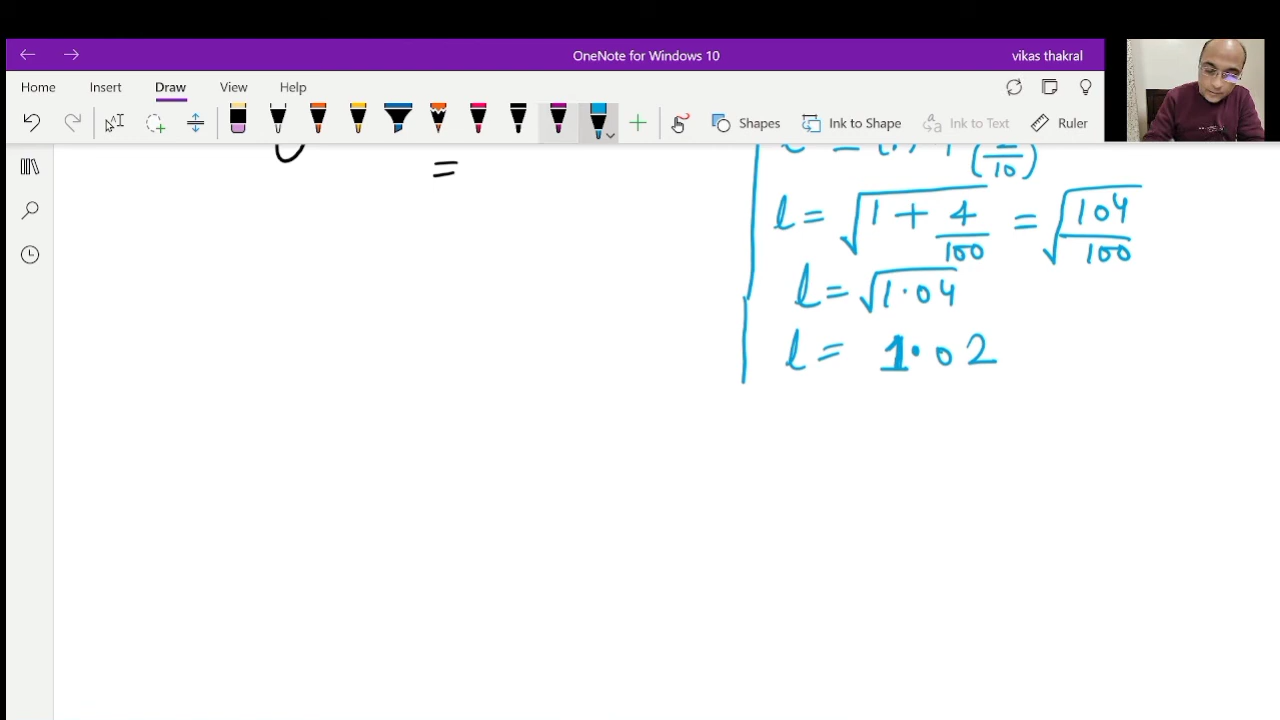 OneNote for Windows 10
vikas thakral
Home Insert Draw View Help
Shapes Ink to Shape Ink to Text Ruler
=
l = √(1 + 4/100) = √(104/100)
l = √1.04
l = 1.02